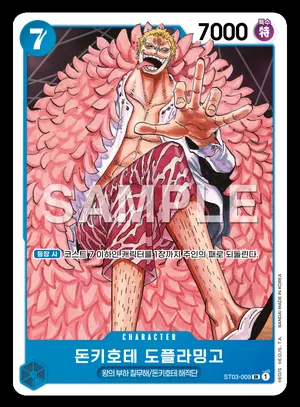 7
7000
특수
特
SAMPLE
등장 시 코스트 7 이하인 캐릭터를 1장까지 주인의 패로 되돌린다.
CHARACTER
돈키호테 도플라밍고
왕의 부하 칠무해/돈키호테 해적단
ST03-009
1